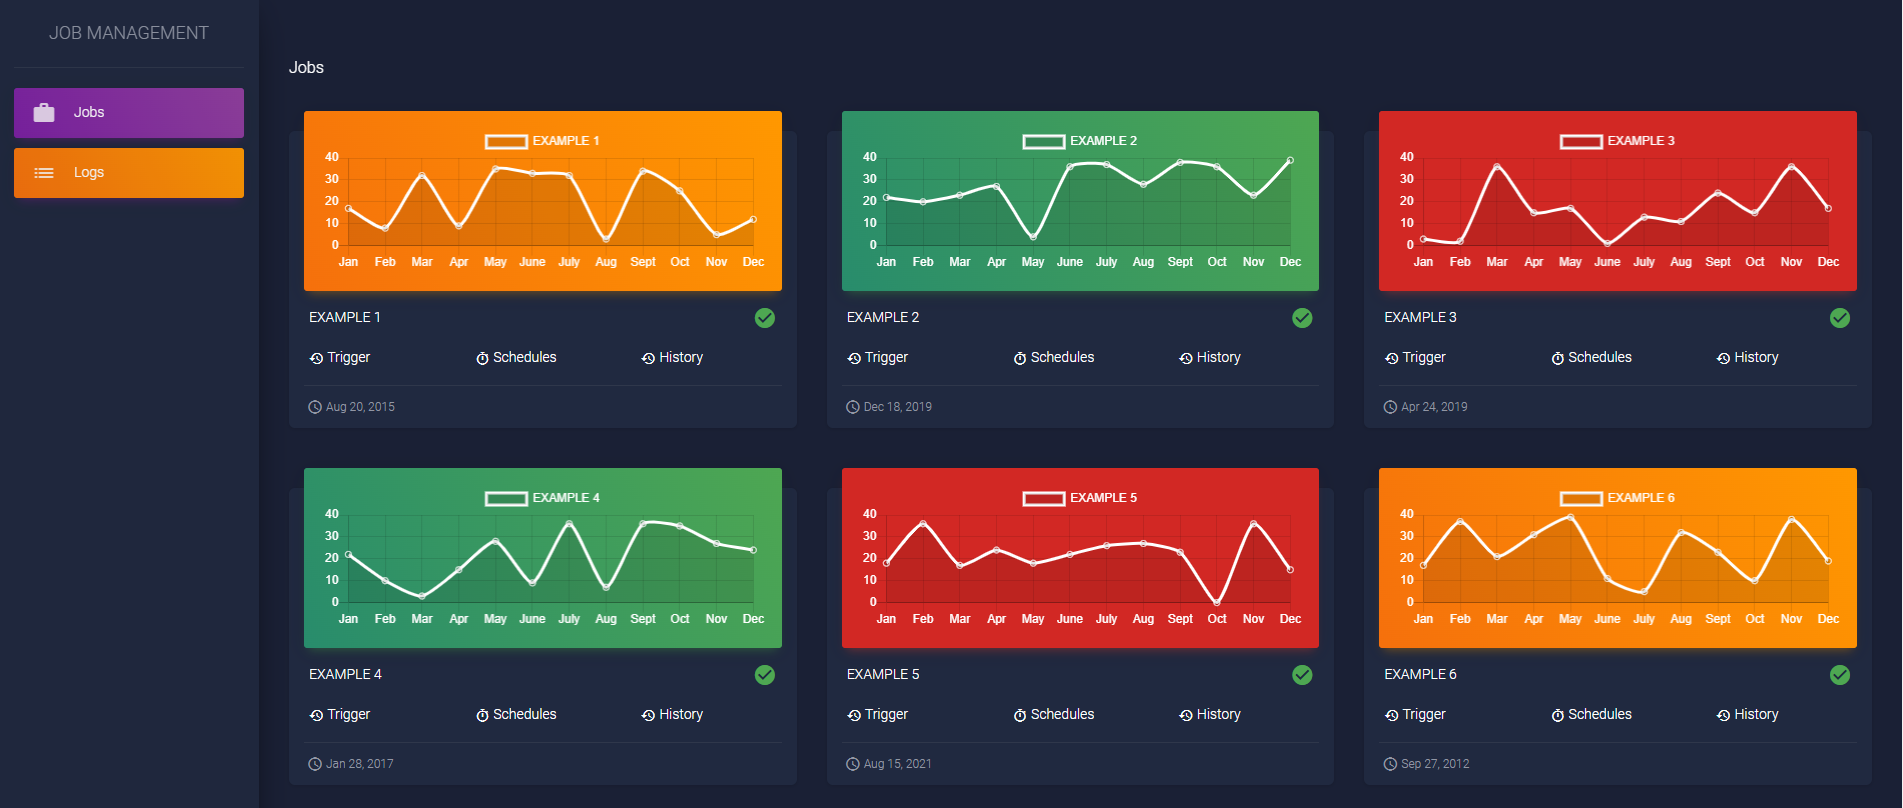 JOB MANAGEMENT
Jobs
Logs
Jobs
EXAMPLE 1
40
30
20
10
0
Jan Feb Mar Apr May June July Aug Sept Oct Nov Dec
EXAMPLE 1
Trigger Schedules History
Aug 20, 2015
EXAMPLE 2
40
30
20
10
0
Jan Feb Mar Apr May June July Aug Sept Oct Nov Dec
EXAMPLE 2
Trigger Schedules History
Dec 18, 2019
EXAMPLE 3
40
30
20
10
0
Jan Feb Mar Apr May June July Aug Sept Oct Nov Dec
EXAMPLE 3
Trigger Schedules History
Apr 24, 2019
EXAMPLE 4
40
30
20
10
0
Jan Feb Mar Apr May June July Aug Sept Oct Nov Dec
EXAMPLE 4
Trigger Schedules History
Jan 28, 2017
EXAMPLE 5
40
30
20
10
0
Jan Feb Mar Apr May June July Aug Sept Oct Nov Dec
EXAMPLE 5
Trigger Schedules History
Aug 15, 2021
EXAMPLE 6
40
30
20
10
0
Jan Feb Mar Apr May June July Aug Sept Oct Nov Dec
EXAMPLE 6
Trigger Schedules History
Sep 27, 2012